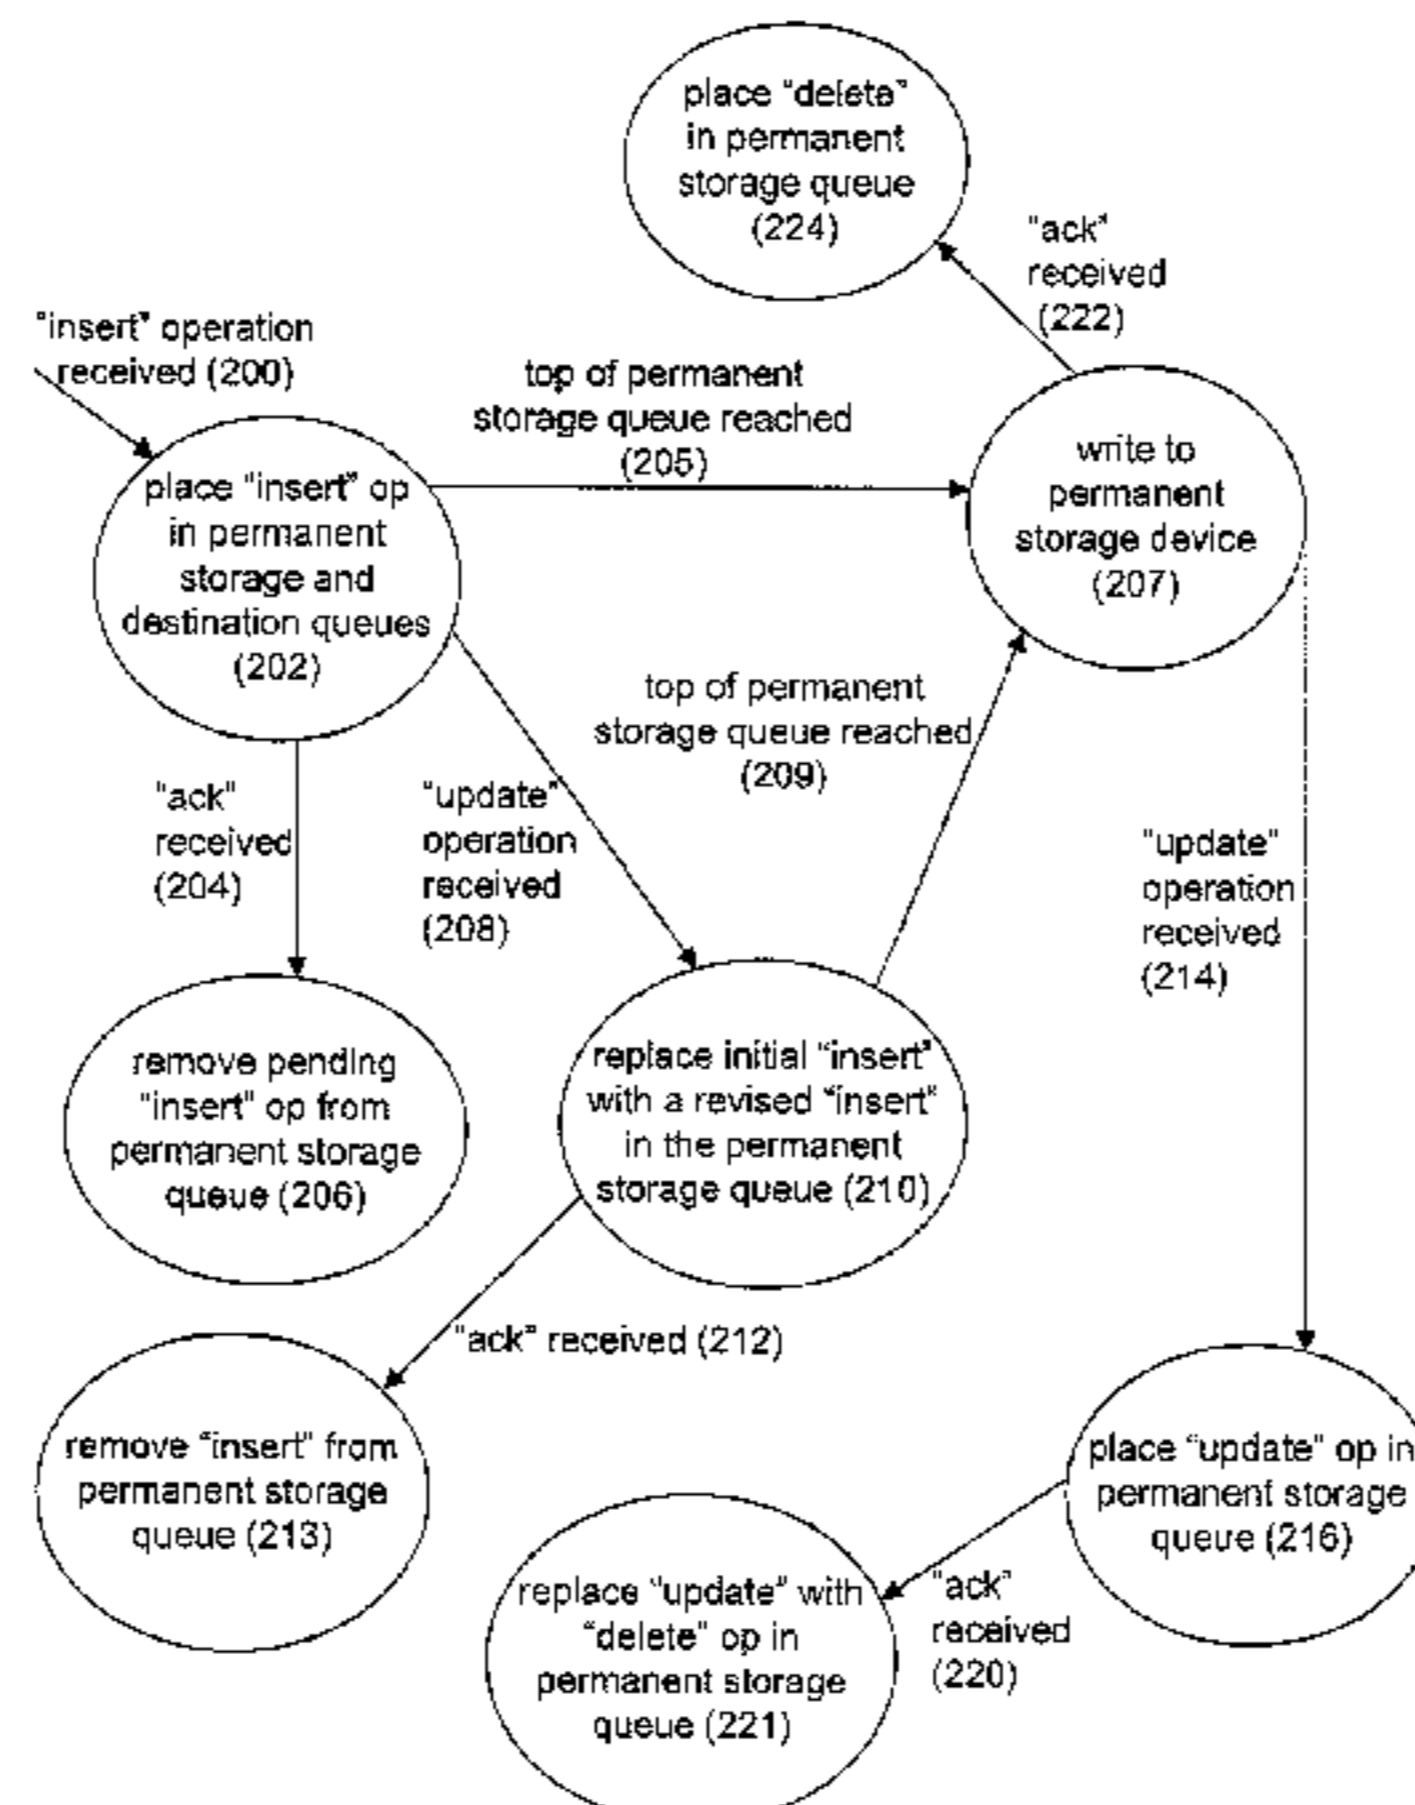 place "delete"
in permanent
storage queue
(224)
"ack"
received
(222)
"insert" operation
received (200)
top of permanent
storage queue reached
(205)
place "insert" op
in permanent
storage and
destination queues
(202)
write to
permanent
storage device
(207)
top of permanent
storage queue reached
(209)
"ack"
received
(204)
"update"
operation
received
(208)
"update"
operation
received
(214)
remove pending
"insert" op from
permanent storage
queue (206)
replace initial "insert"
with a revised "insert"
in the permanent
storage queue (210)
"ack" received (212)
remove "insert" from
permanent storage
queue (213)
place "update" op in
permanent storage
queue (216)
replace "update" with
"delete" op in
permanent storage
queue (221)
"ack"
received
(220)